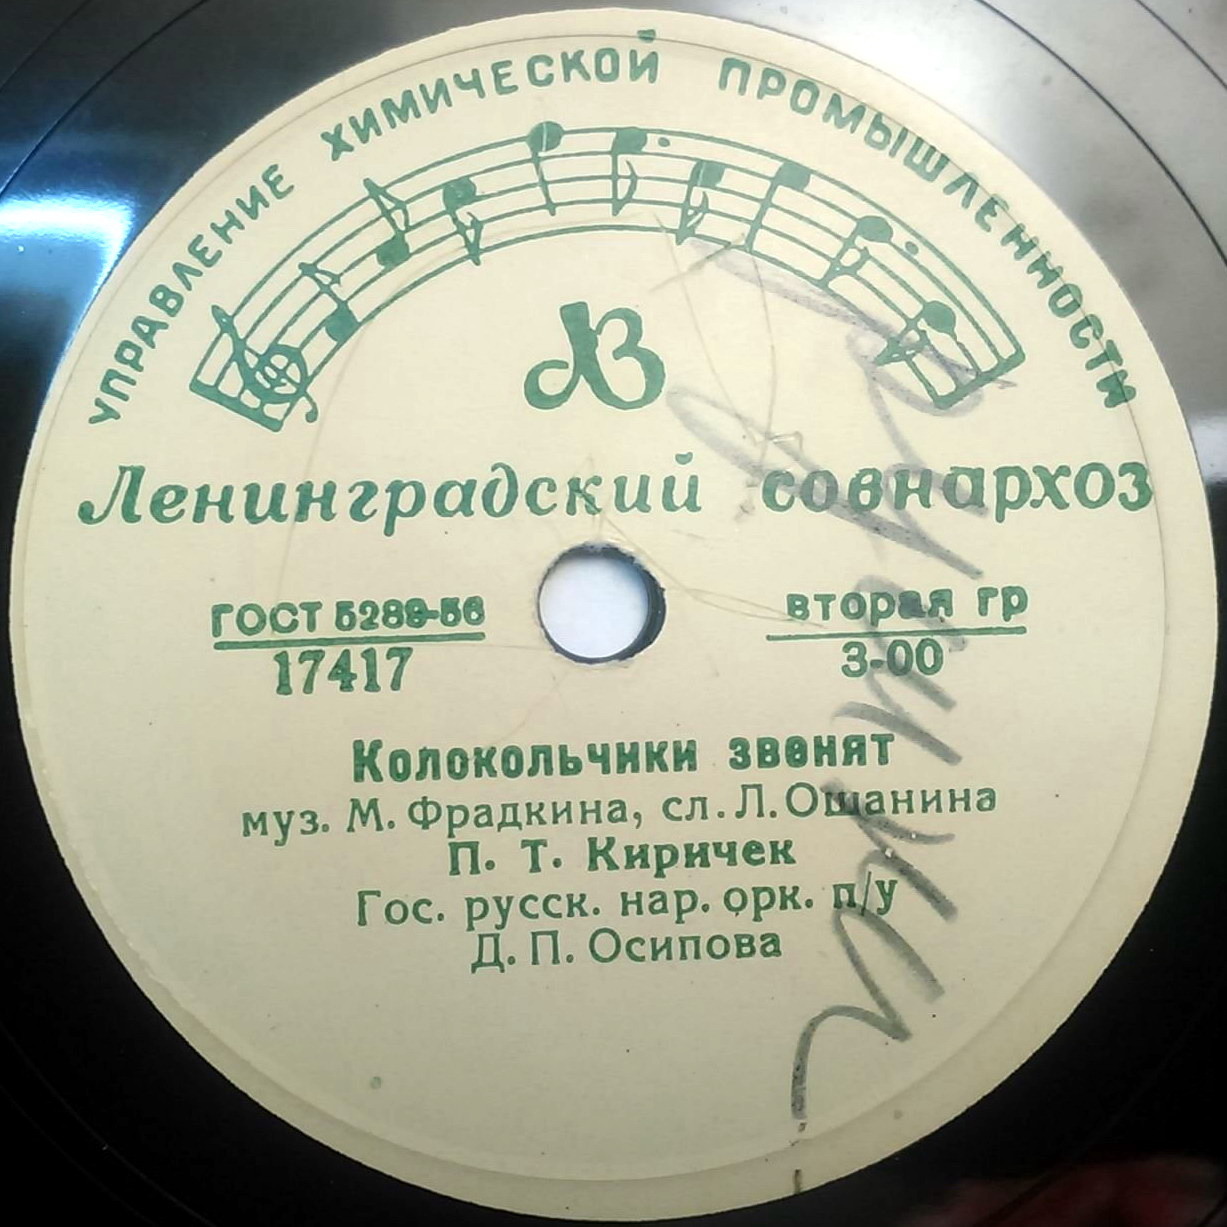 УПРАВЛЕНИЕ ХИМИЧЕСКОЙ ПРОМЫШЛЕННОСТИ
ЛВ
Ленинградский совнархоз
ГОСТ 5289-56
17417
вторая гр
3-00
Колокольчики звенят
муз. М. Фрадкина, сл. Л. Ошанина
П. Т. Киричек
Гос. русск. нар. орк. п/у
Д. П. Осипова